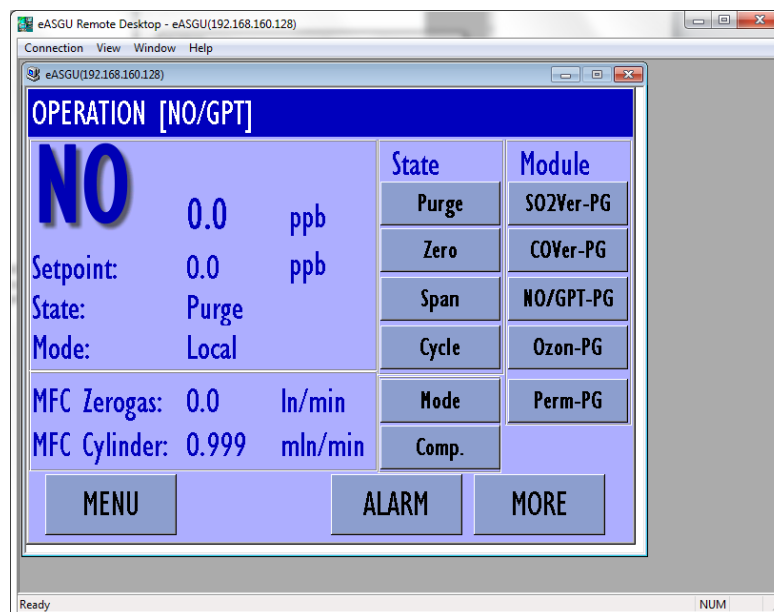 eASGU Remote Desktop - eASGU(192.168.160.128)
Connection View Window Help
eASGU(192.168.160.128)
OPERATION [NO/GPT]
NO
0.0 ppb
Setpoint: 0.0 ppb
State: Purge
Mode: Local
MFC Zerogas: 0.0 ln/min
MFC Cylinder: 0.999 mln/min
State
Purge
Zero
Span
Cycle
Mode
Comp.
Module
SO2Ver-PG
COVer-PG
NO/GPT-PG
Ozon-PG
Perm-PG
MENU
ALARM
MORE
Ready
NUM